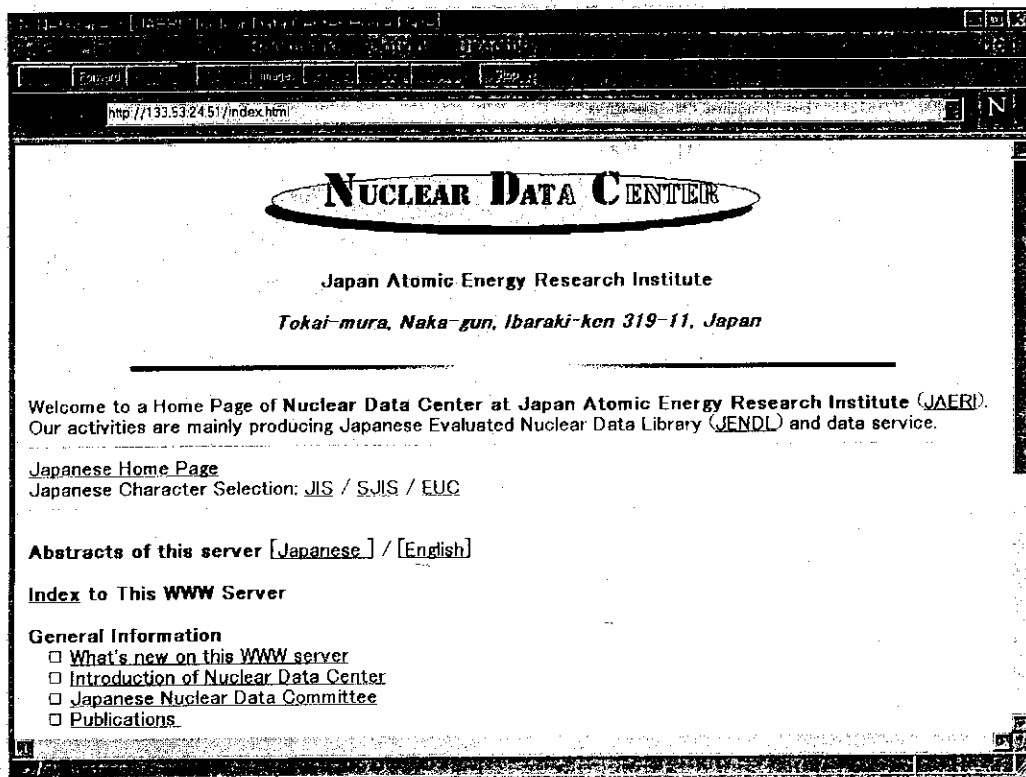 Forward
Images
Stop
http://133.53.24.51/index.html
N
NUCLEAR DATA CENTER
Japan Atomic Energy Research Institute
Tokai-mura, Naka-gun, Ibaraki-ken 319-11, Japan
Welcome to a Home Page of Nuclear Data Center at Japan Atomic Energy Research Institute (JAERI).
Our activities are mainly producing Japanese Evaluated Nuclear Data Library (JENDL) and data service.
Japanese Home Page
Japanese Character Selection: JIS / SJIS / EUC
Abstracts of this server [Japanese ] / [English]
Index to This WWW Server
General Information
What's new on this WWW server
Introduction of Nuclear Data Center
Japanese Nuclear Data Committee
Publications